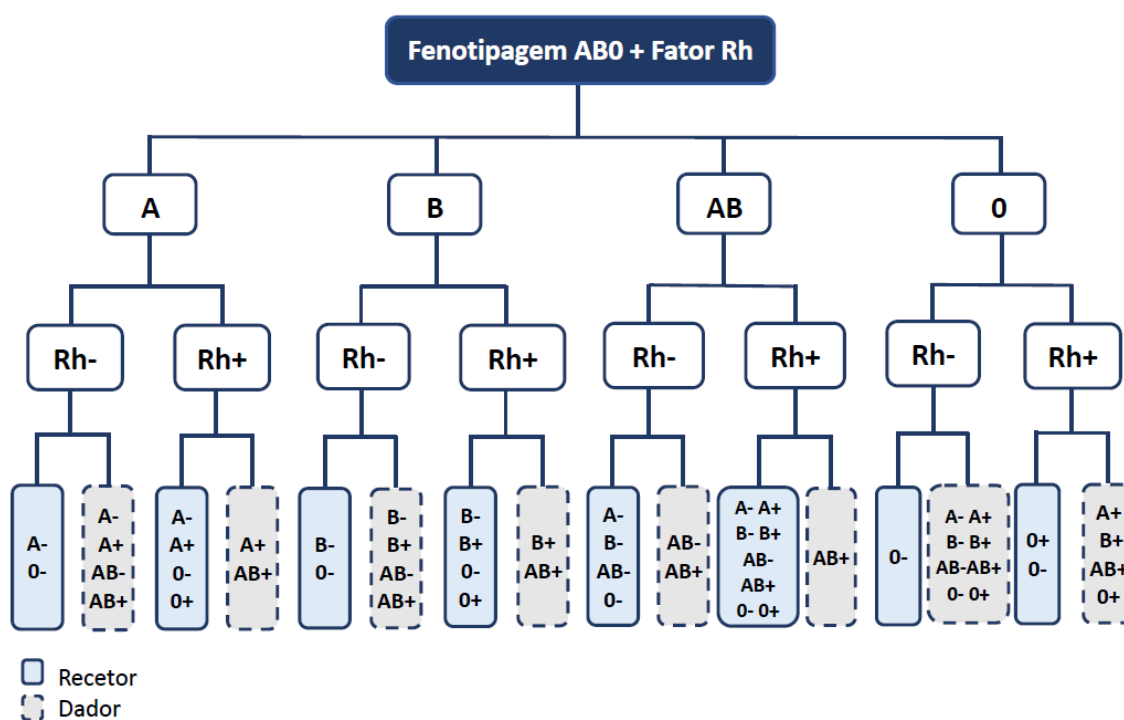 Fenotipagem AB0 + Fator Rh
A
B
AB
0
Rh-
Rh+
Rh-
Rh+
Rh-
Rh+
Rh-
Rh+
A-
0-
A-
A+
AB-
AB+
A-
A+
0-
0+
A+
AB+
B-
0-
B-
B+
AB-
AB+
B-
B+
0-
0+
B+
AB+
A-
B-
AB-
0-
AB-
AB+
A- A+
B- B+
AB-
AB+
0- 0+
AB+
0-
A- A+
B- B+
AB-AB+
0- 0+
0+
0-
A+
B+
AB+
0+
Recetor
Dador